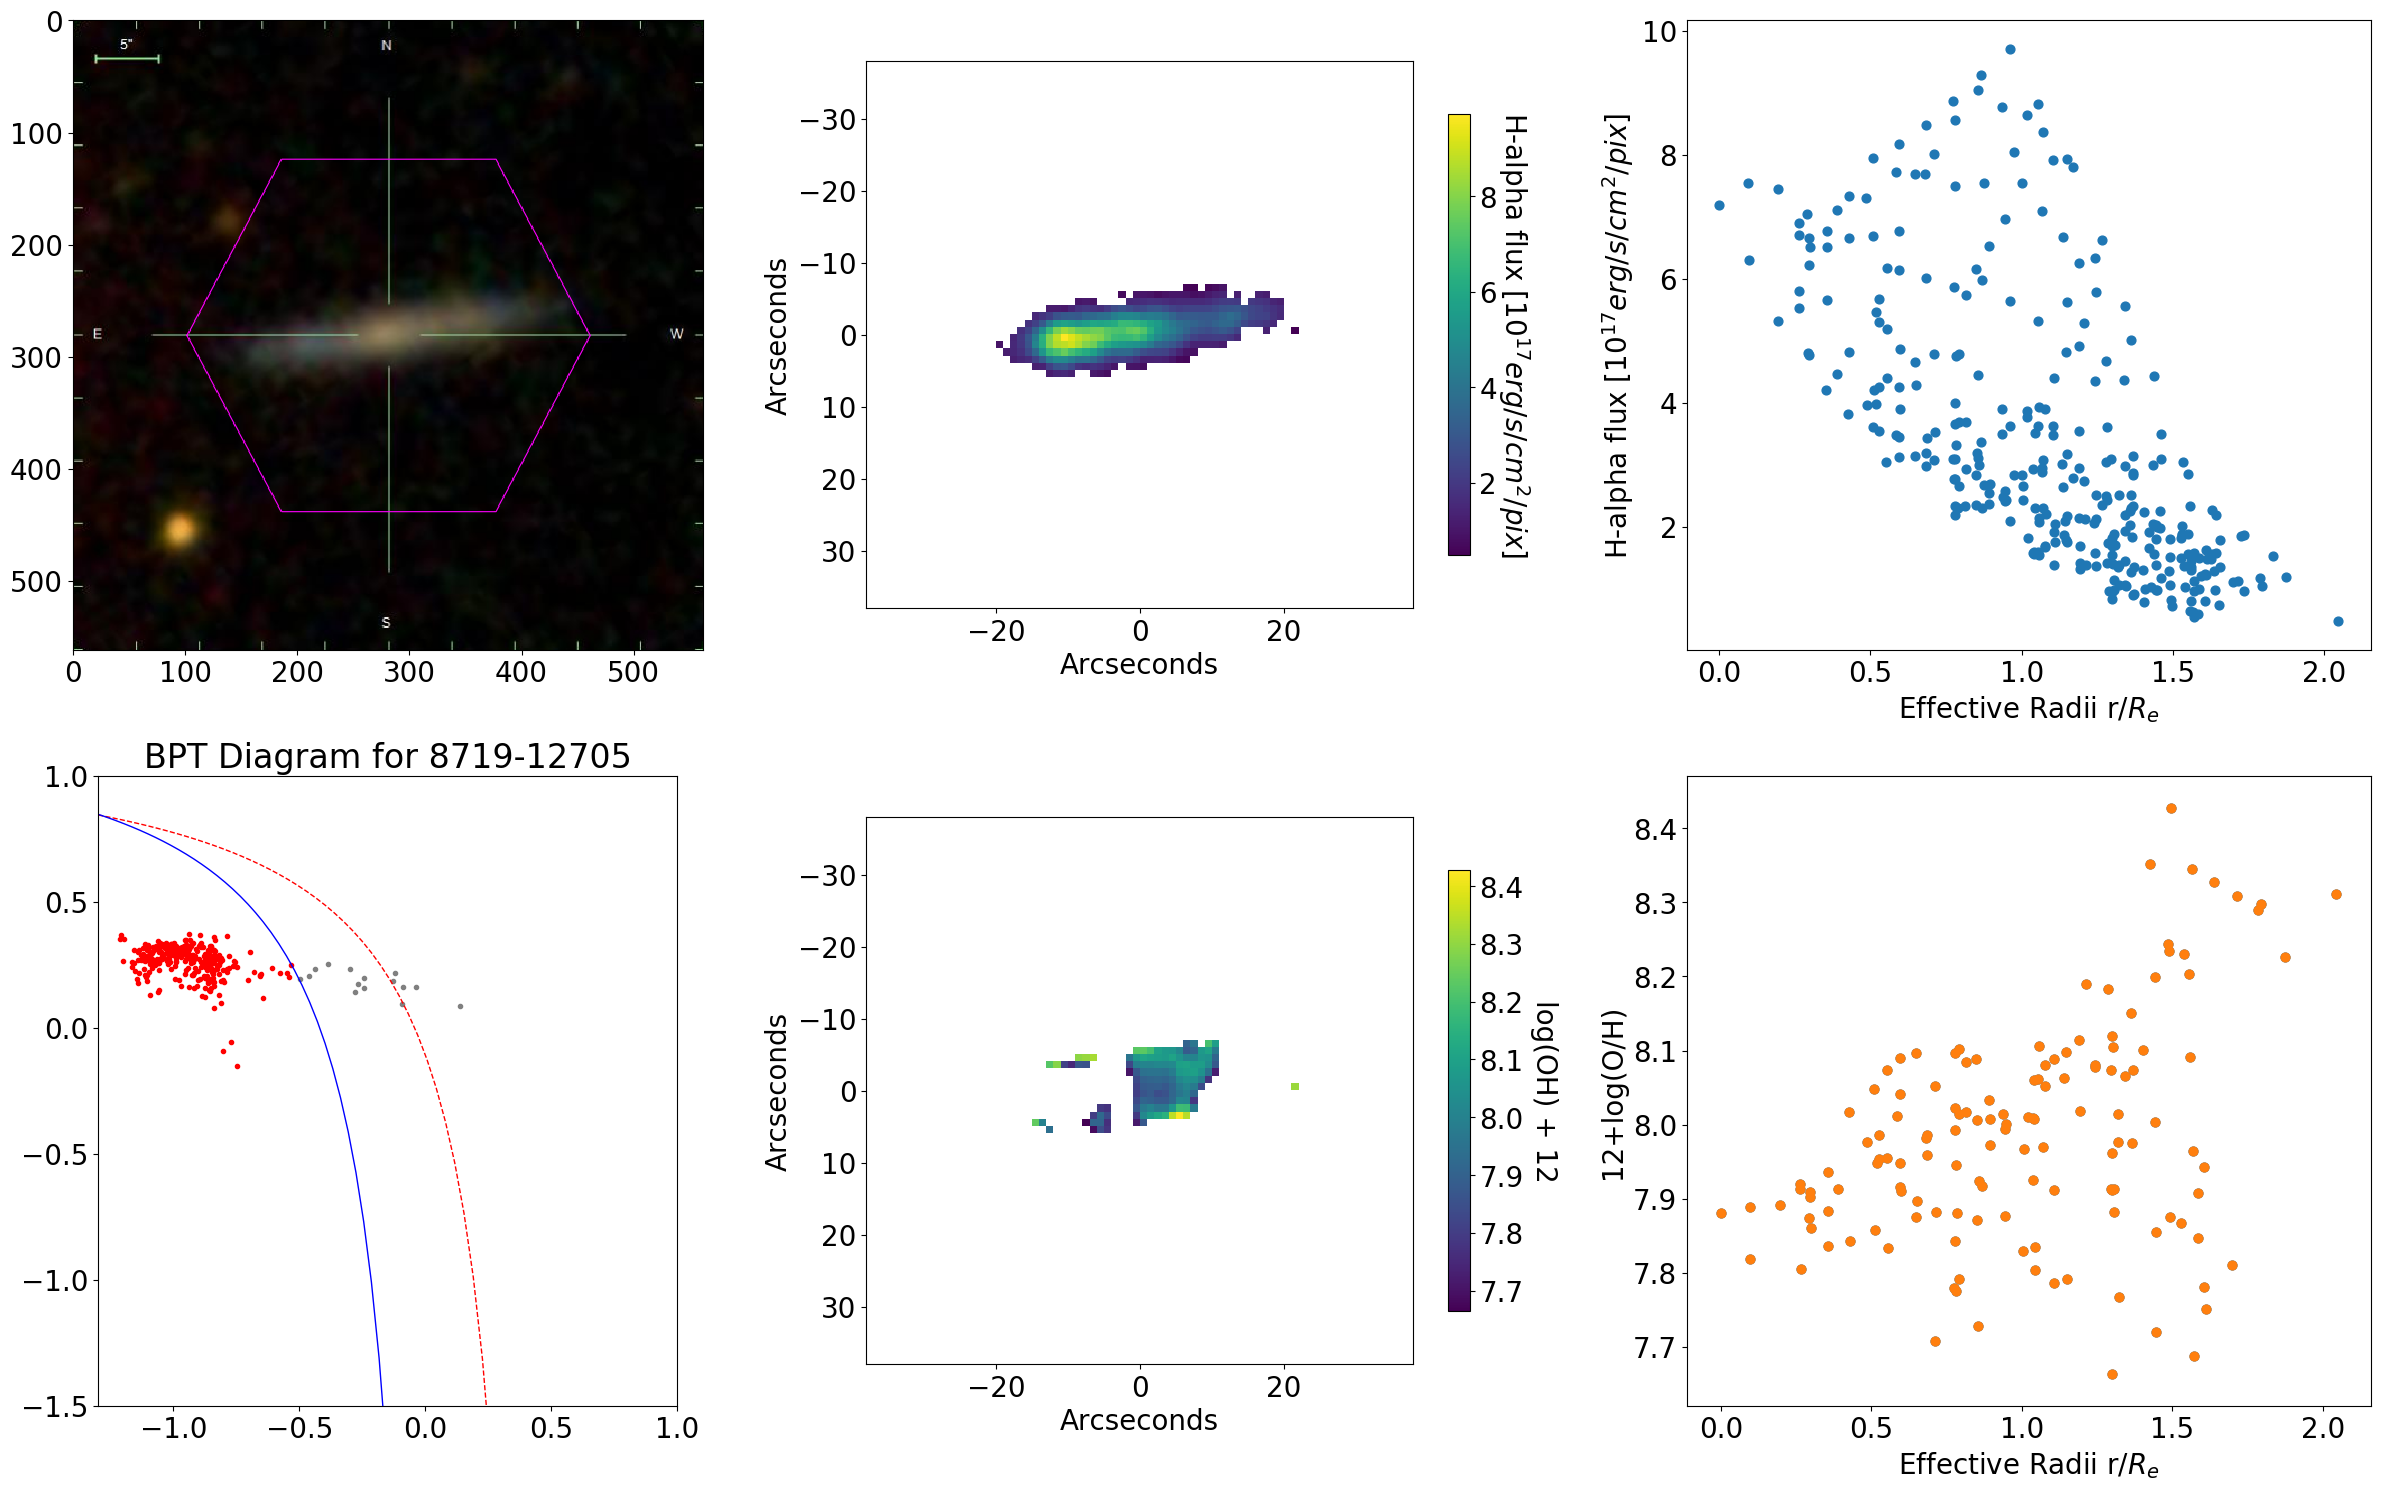 0
100
200
300
400
500
0 100 200 300 400 500
5"
N
E
W
S
Arcseconds
−30
−20
−10
0
10
20
30
−20 0 20
Arcseconds
8
6
4
2
H-alpha flux [10^17 erg/s/cm^2/pix]
H-alpha flux [10^17 erg/s/cm^2/pix]
10
8
6
4
2
0.0 0.5 1.0 1.5 2.0
Effective Radii r/R_e
BPT Diagram for 8719-12705
1.0
0.5
0.0
−0.5
−1.0
−1.5
−1.0 −0.5 0.0 0.5 1.0
Arcseconds
−30
−20
−10
0
10
20
30
−20 0 20
Arcseconds
8.4
8.3
8.2
8.1
8.0
7.9
7.8
7.7
log(OH) + 12
12+log(O/H)
8.4
8.3
8.2
8.1
8.0
7.9
7.8
7.7
0.0 0.5 1.0 1.5 2.0
Effective Radii r/R_e